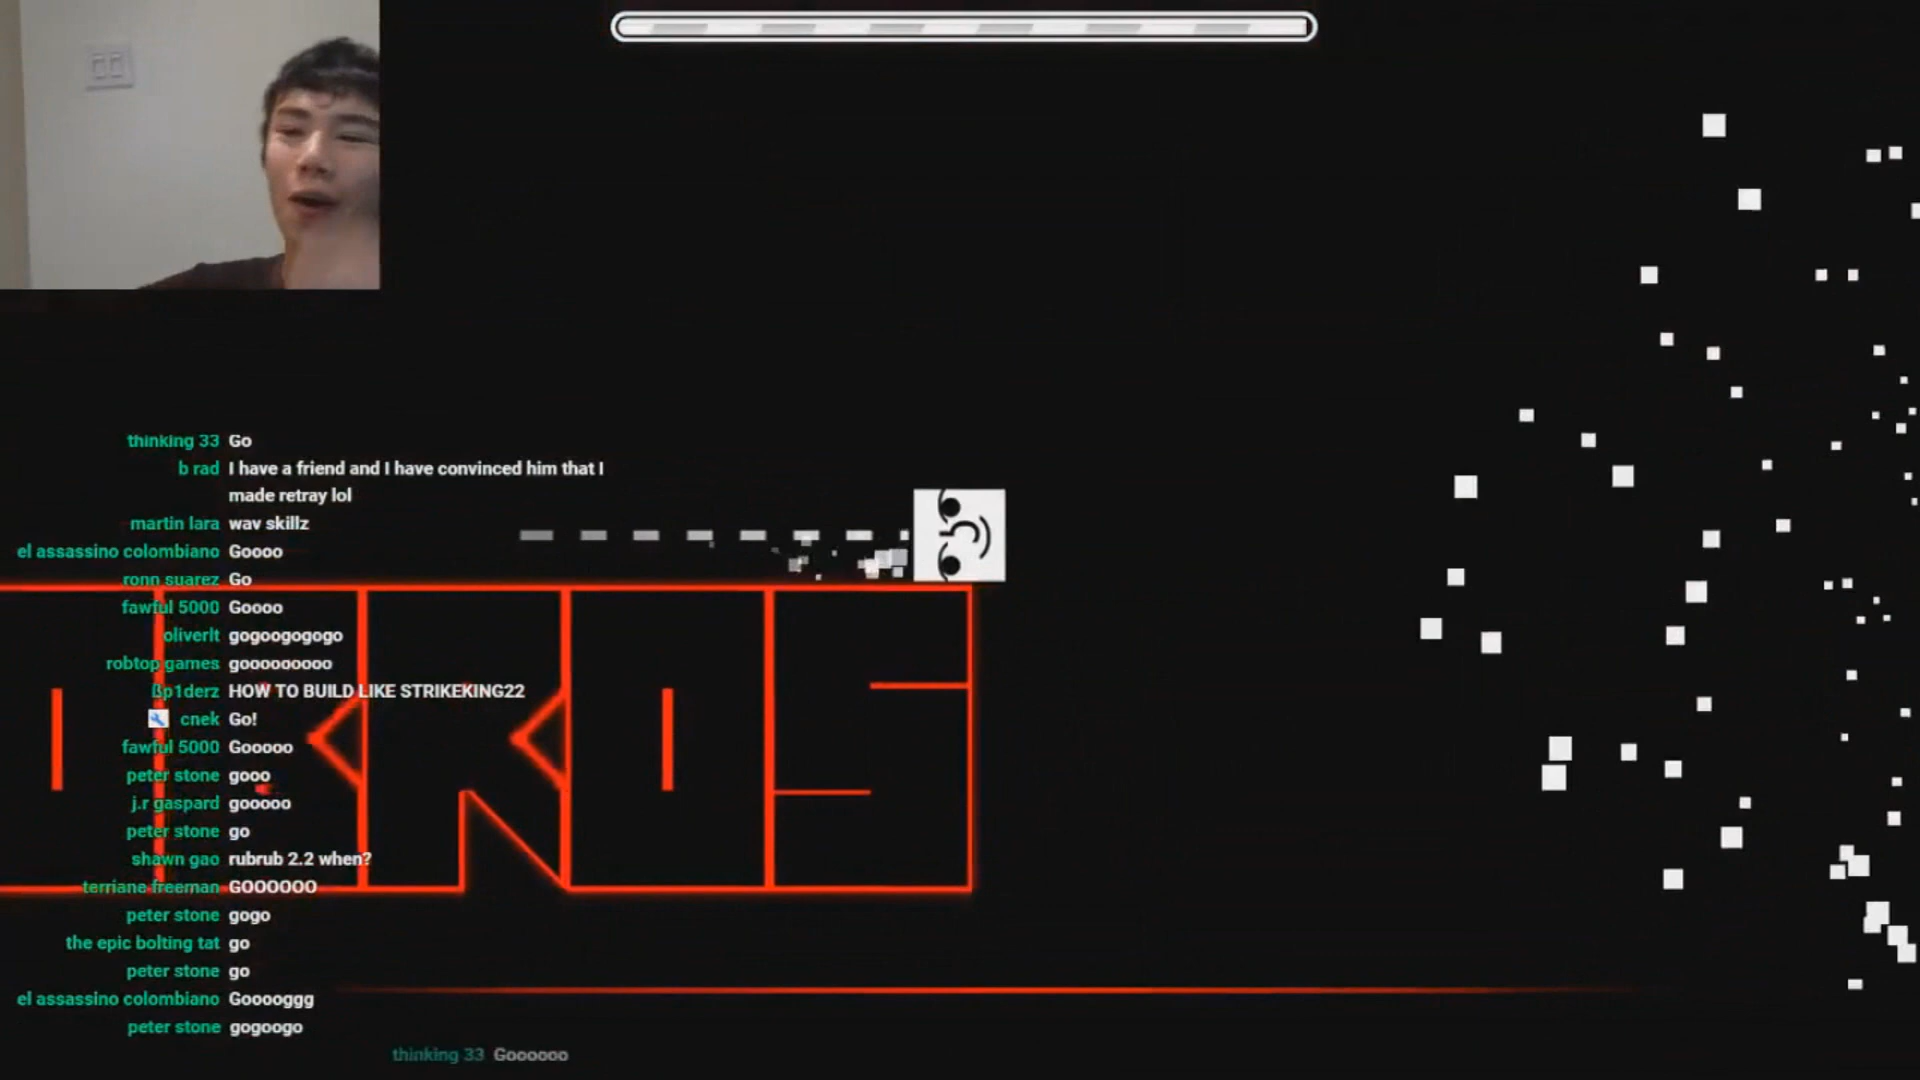 thinking 33 Go
b rad I have a friend and I have convinced him that I
made retray lol
martin lara wav skillz
el assassino colombiano Goooo
ronn suarez Go
fawful 5000 Goooo
oliverlt gogoogogogo
robtop games gooooooooo
ßp1derz HOW TO BUILD LIKE STRIKEKING22
cnek Go!
fawful 5000 Gooooo
peter stone gooo
j.r gaspard gooooo
peter stone go
shawn gao rubrub 2.2 when?
terriane freeman GOOOOOO
peter stone gogo
the epic bolting tat go
peter stone go
el assassino colombiano Gooooggg
peter stone gogoogo
thinking 33 Goooooo